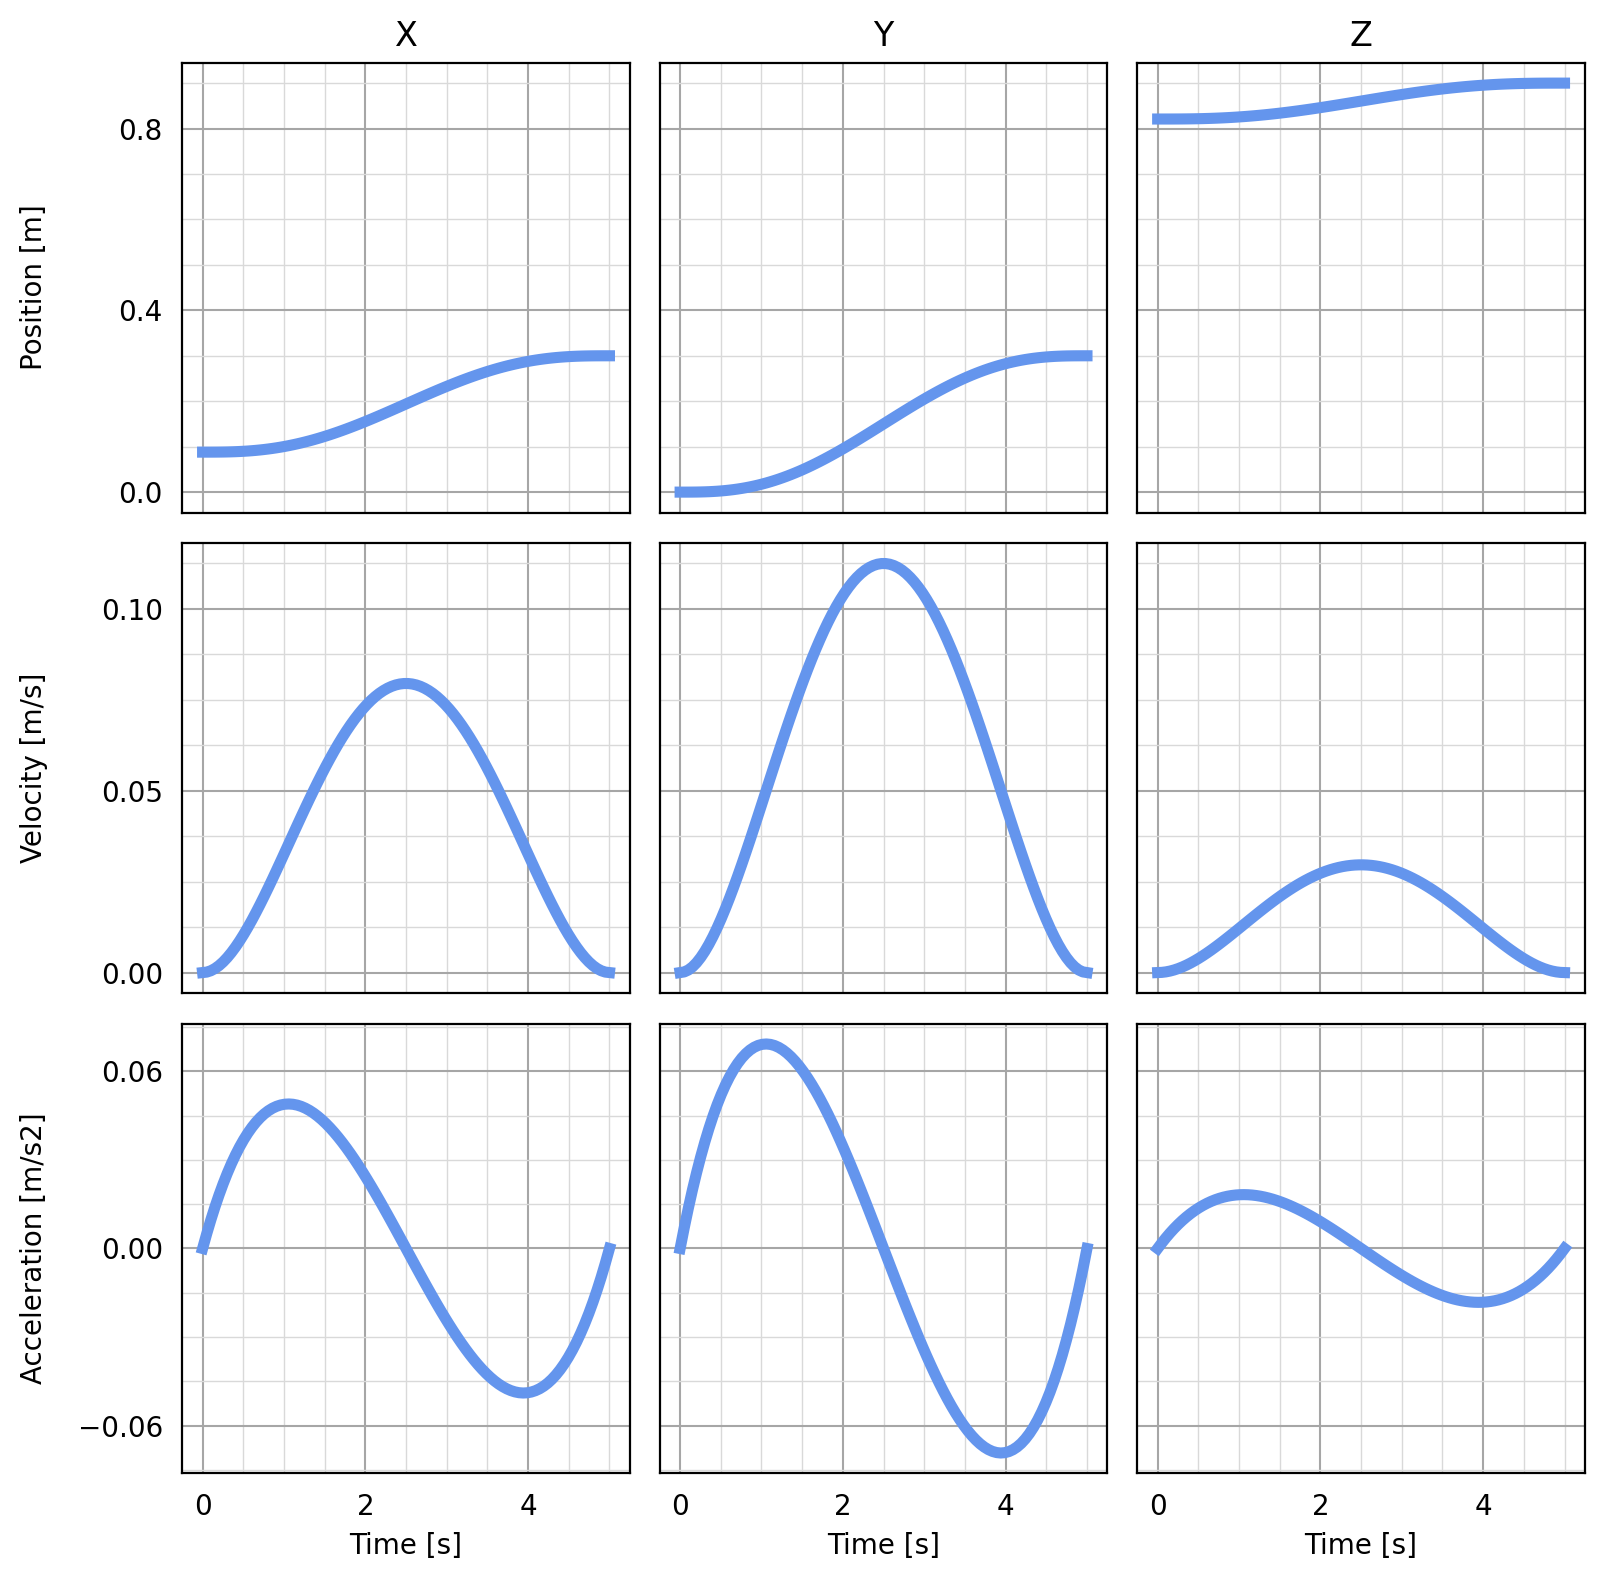 X Y Z
Position [m]
0.8
0.4
0.0
Velocity [m/s]
0.10
0.05
0.00
Acceleration [m/s2]
0.06
0.00
−0.06
0 2 4 0 2 4 0 2 4
Time [s] Time [s] Time [s]